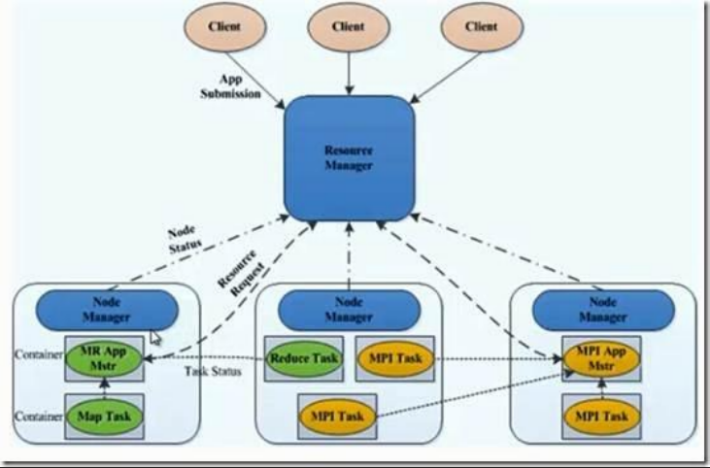 Client
Client
Client
App
Submission
Resource
Manager
Node
Status
Resource
Request
Node
Manager
Node
Manager
Node
Manager
Container
MR App
Mstr
Task Status
Reduce Task
MPI Task
MPI App
Mstr
Container
Map Task
MPI Task
MPI Task